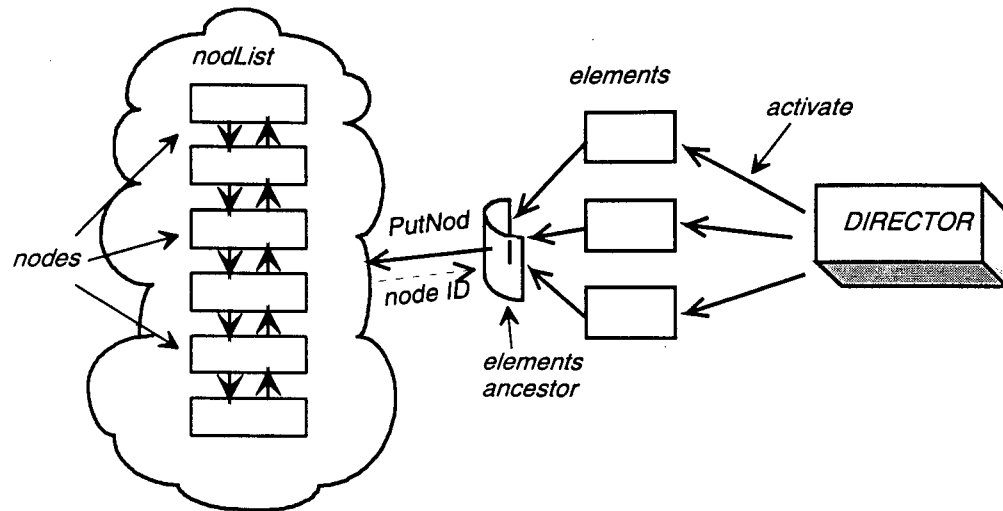 nodList
elements
activate
DIRECTOR
PutNod
nodes
node ID
elements
ancestor